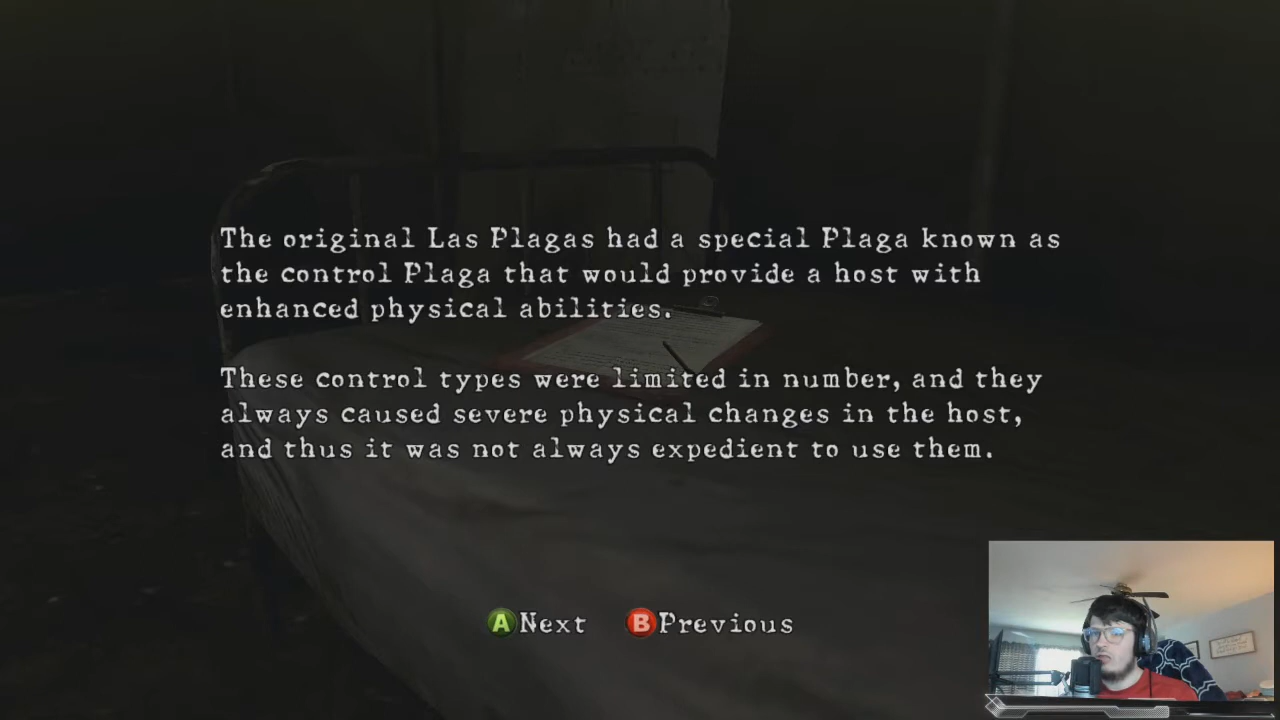 The original Las Plagas had a special Plaga known as
the control Plaga that would provide a host with
enhanced physical abilities.
These control types were limited in number, and they
always caused severe physical changes in the host,
and thus it was not always expedient to use them.
A Next B Previous